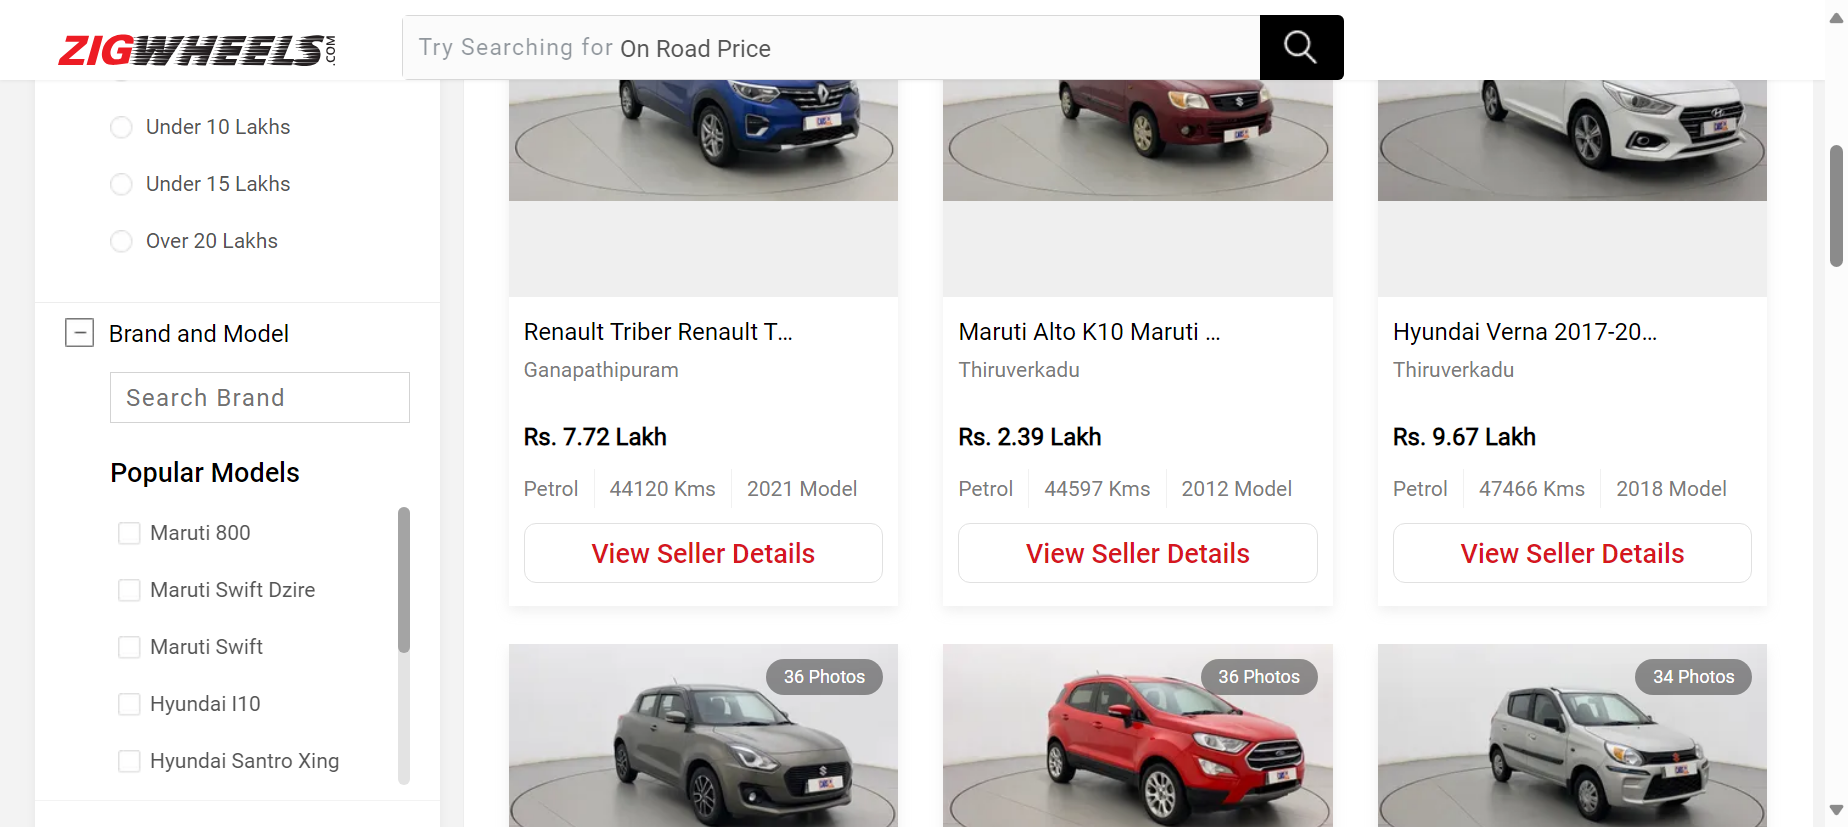 ZIGWHEELS.COM
Try Searching for On Road Price
Under 10 Lakhs
Under 15 Lakhs
Over 20 Lakhs
Brand and Model
Search Brand
Popular Models
Maruti 800
Maruti Swift Dzire
Maruti Swift
Hyundai I10
Hyundai Santro Xing
Renault Triber Renault T...
Ganapathipuram
Rs. 7.72 Lakh
Petrol 44120 Kms 2021 Model
View Seller Details
Maruti Alto K10 Maruti ...
Thiruverkadu
Rs. 2.39 Lakh
Petrol 44597 Kms 2012 Model
View Seller Details
Hyundai Verna 2017-20...
Thiruverkadu
Rs. 9.67 Lakh
Petrol 47466 Kms 2018 Model
View Seller Details
36 Photos
36 Photos
34 Photos